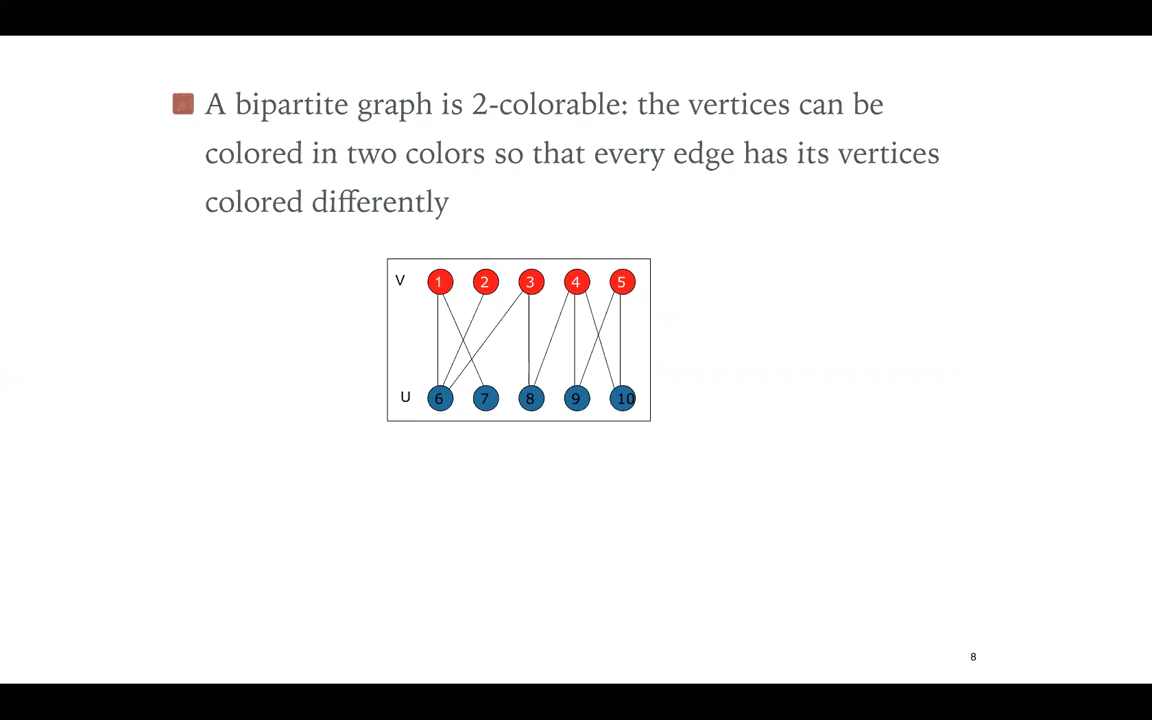 A bipartite graph is 2-colorable: the vertices can be
colored in two colors so that every edge has its vertices
colored differently
V 1 2 3 4 5
U 6 7 8 9 10
8